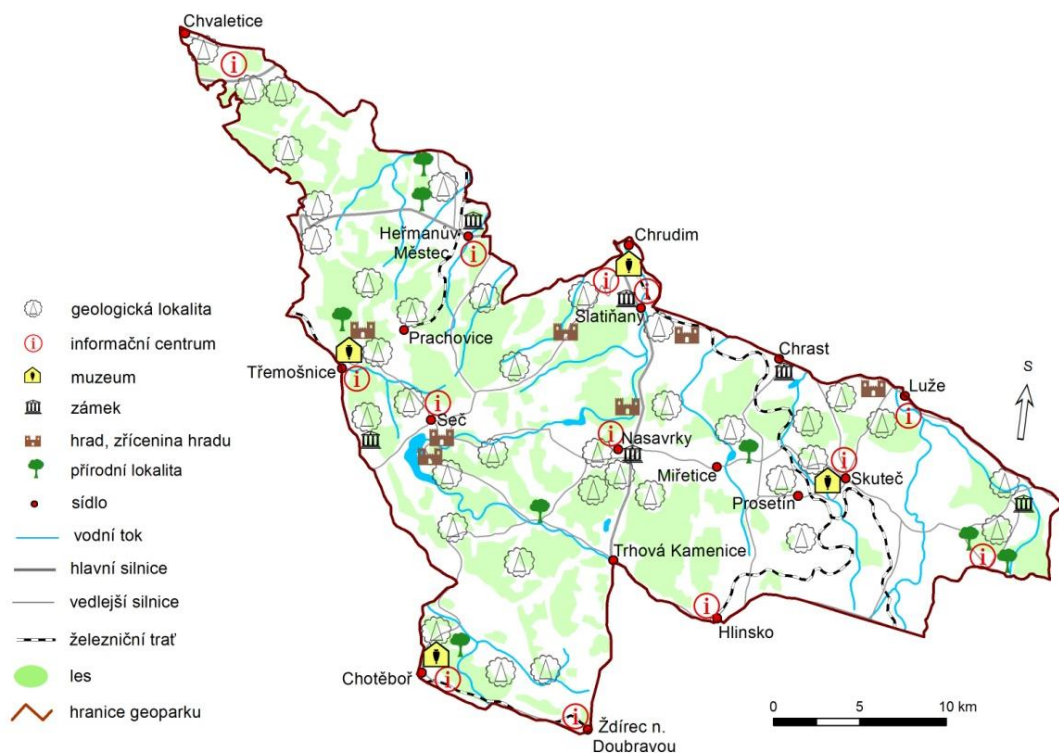 Chvaletice
Heřmanův
Městec
Chrudim
Slatiňany
Prachovice
Třemošnice
Chrast
Luže
S
Seč
Nasavrky
Miřetice
Skuteč
Prosetín
Trhová Kamenice
Hlinsko
Chotěboř
Ždírec n.
Doubravou
geologická lokalita
informační centrum
muzeum
zámek
hrad, zřícenina hradu
přírodní lokalita
sídlo
vodní tok
hlavní silnice
vedlejší silnice
železniční trať
les
hranice geoparku
0 5 10 km